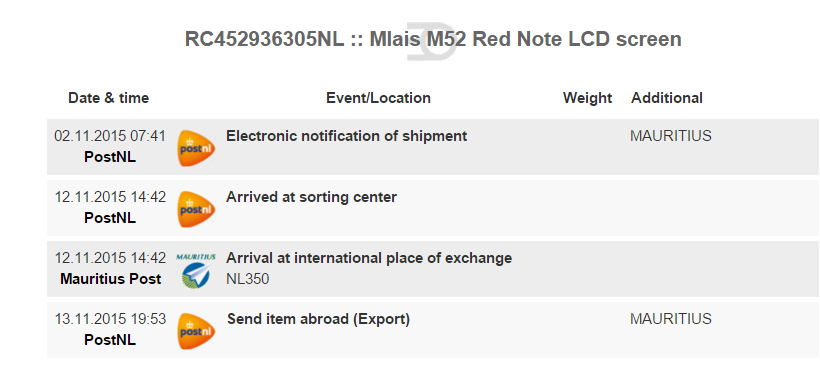 RC452936305NL :: Mlais M52 Red Note LCD screen
Date & time Event/Location Weight Additional
02.11.2015 07:41 Electronic notification of shipment MAURITIUS
PostNL
postnl
12.11.2015 14:42 Arrived at sorting center
PostNL
postnl
12.11.2015 14:42 Arrival at international place of exchange
Mauritius Post NL350
MAURITIUS
13.11.2015 19:53 Send item abroad (Export) MAURITIUS
PostNL
postnl